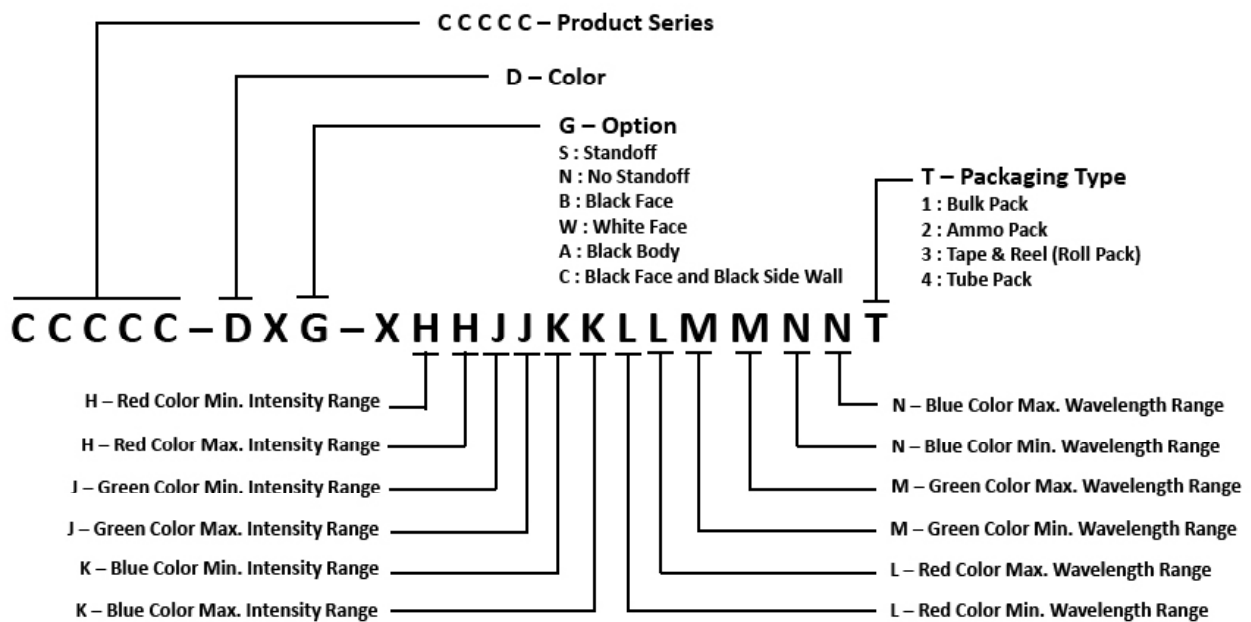 C C C C C – Product Series
D – Color
G – Option
S : Standoff
N : No Standoff
B : Black Face
W : White Face
A : Black Body
C : Black Face and Black Side Wall
T – Packaging Type
1 : Bulk Pack
2 : Ammo Pack
3 : Tape & Reel (Roll Pack)
4 : Tube Pack
C C C C C – D X G – X H H J J K K L L M M N N T
H – Red Color Min. Intensity Range
H – Red Color Max. Intensity Range
J – Green Color Min. Intensity Range
J – Green Color Max. Intensity Range
K – Blue Color Min. Intensity Range
K – Blue Color Max. Intensity Range
N – Blue Color Max. Wavelength Range
N – Blue Color Min. Wavelength Range
M – Green Color Max. Wavelength Range
M – Green Color Min. Wavelength Range
L – Red Color Max. Wavelength Range
L – Red Color Min. Wavelength Range